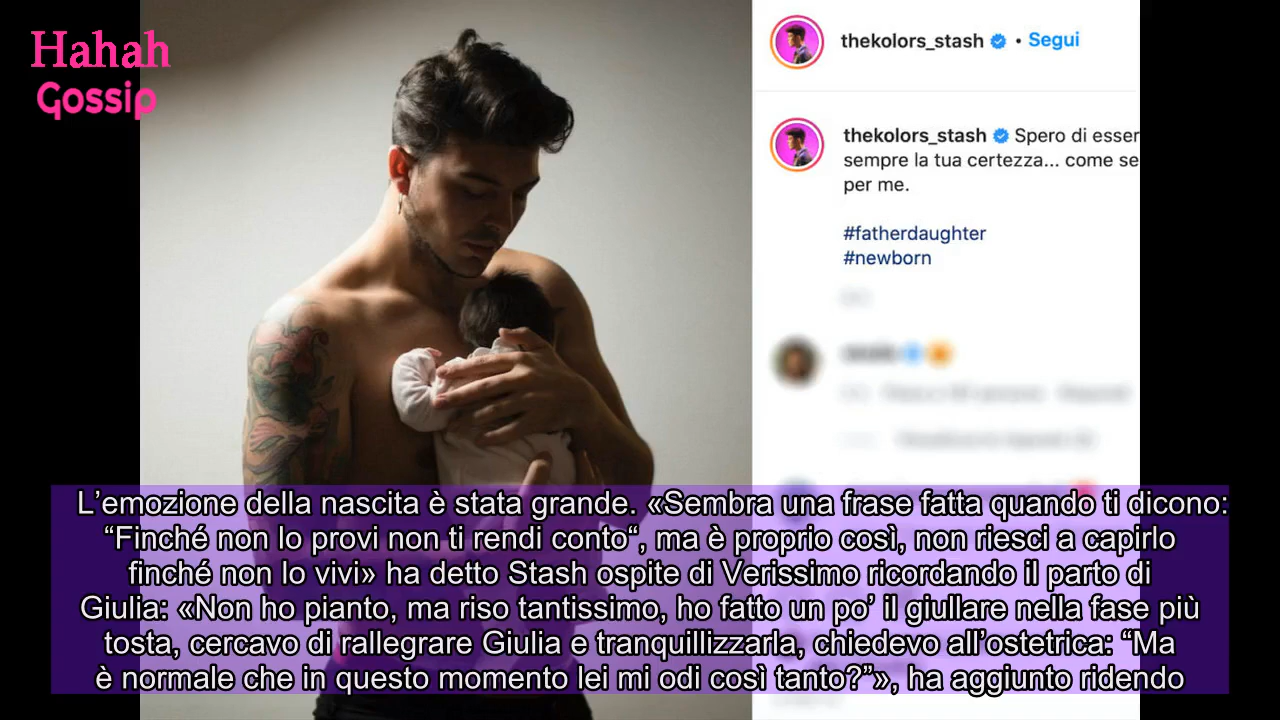 Hahah
Gossip
thekolors_stash • Segui
thekolors_stash Spero di esser
sempre la tua certezza... come se
per me.
#fatherdaughter
#newborn
L’emozione della nascita è stata grande. «Sembra una frase fatta quando ti dicono:
“Finché non lo provi non ti rendi conto“, ma è proprio così, non riesci a capirlo
finché non lo vivi» ha detto Stash ospite di Verissimo ricordando il parto di
Giulia: «Non ho pianto, ma riso tantissimo, ho fatto un po’ il giullare nella fase più
tosta, cercavo di rallegrare Giulia e tranquillizzarla, chiedevo all’ostetrica: “Ma
è normale che in questo momento lei mi odi così tanto?”», ha aggiunto ridendo